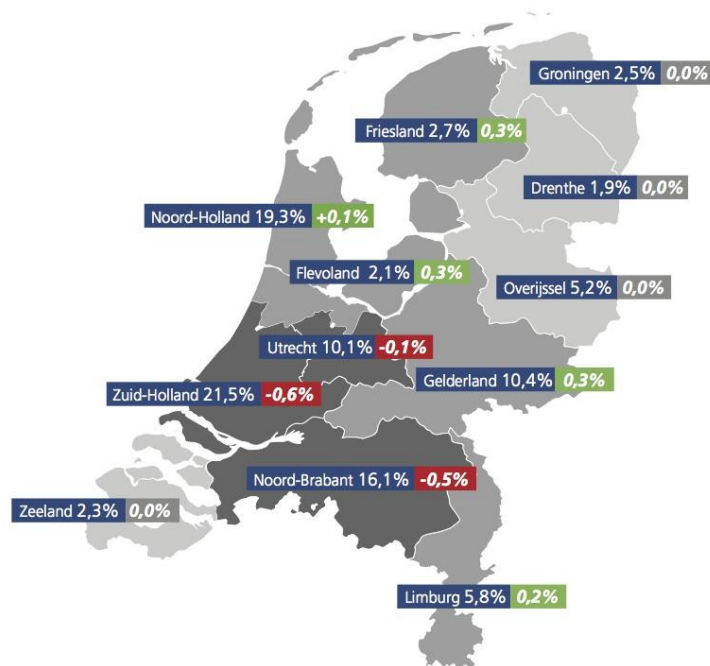 Groningen 2,5% 0,0%
Friesland 2,7% 0,3%
Drenthe 1,9% 0,0%
Noord-Holland 19,3% +0,1%
Flevoland 2,1% 0,3%
Overijssel 5,2% 0,0%
Utrecht 10,1% -0,1%
Gelderland 10,4% 0,3%
Zuid-Holland 21,5% -0,6%
Noord-Brabant 16,1% -0,5%
Zeeland 2,3% 0,0%
Limburg 5,8% 0,2%